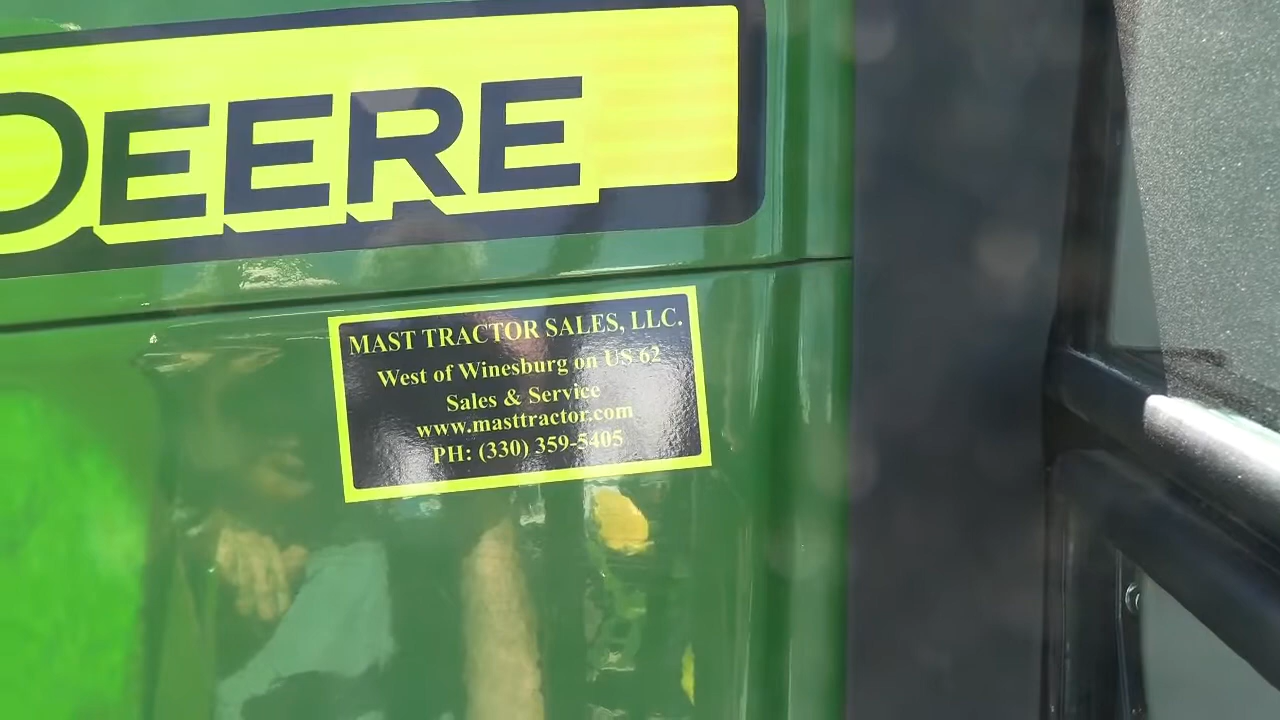 DEERE
MAST TRACTOR SALES, LLC.
West of Winesburg on US 62
Sales & Service
www.masttractor.com
PH: (330) 359-5405